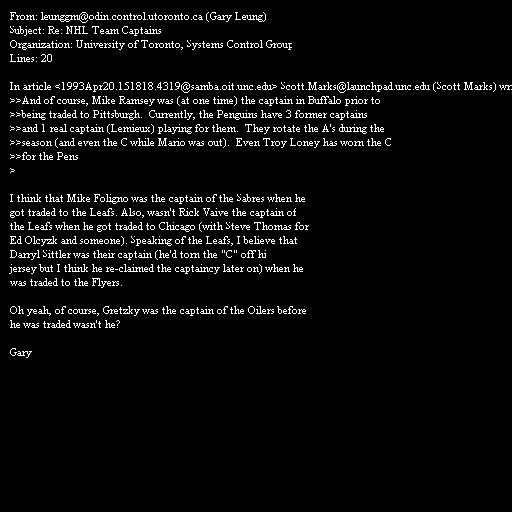 From: leunggm@odin.control.utoronto.ca (Gary Leung)
Subject: Re: NHL Team Captains
Organization: University of Toronto, Systems Control Group
Lines: 20

In article <1993Apr20.151818.4319@samba.oit.unc.edu> Scott.Marks@launchpad.unc.edu (Scott Marks) wri
>>And of course, Mike Ramsey was (at one time) the captain in Buffalo prior to
>>being traded to Pittsburgh.  Currently, the Penguins have 3 former captains
>>and 1 real captain (Lemieux) playing for them.  They rotate the A's during the
>>season (and even the C while Mario was out).  Even Troy Loney has worn the C
>>for the Pens
>

I think that Mike Foligno was the captain of the Sabres when he
got traded to the Leafs. Also, wasn't Rick Vaive the captain of
the Leafs when he got traded to Chicago (with Steve Thomas for
Ed Olcyzk and someone). Speaking of the Leafs, I believe that
Darryl Sittler was their captain (he'd torn the "C" off hi
jersey but I think he re-claimed the captaincy later on) when he
was traded to the Flyers.

Oh yeah, of course, Gretzky was the captain of the Oilers before
he was traded wasn't he?

Gary